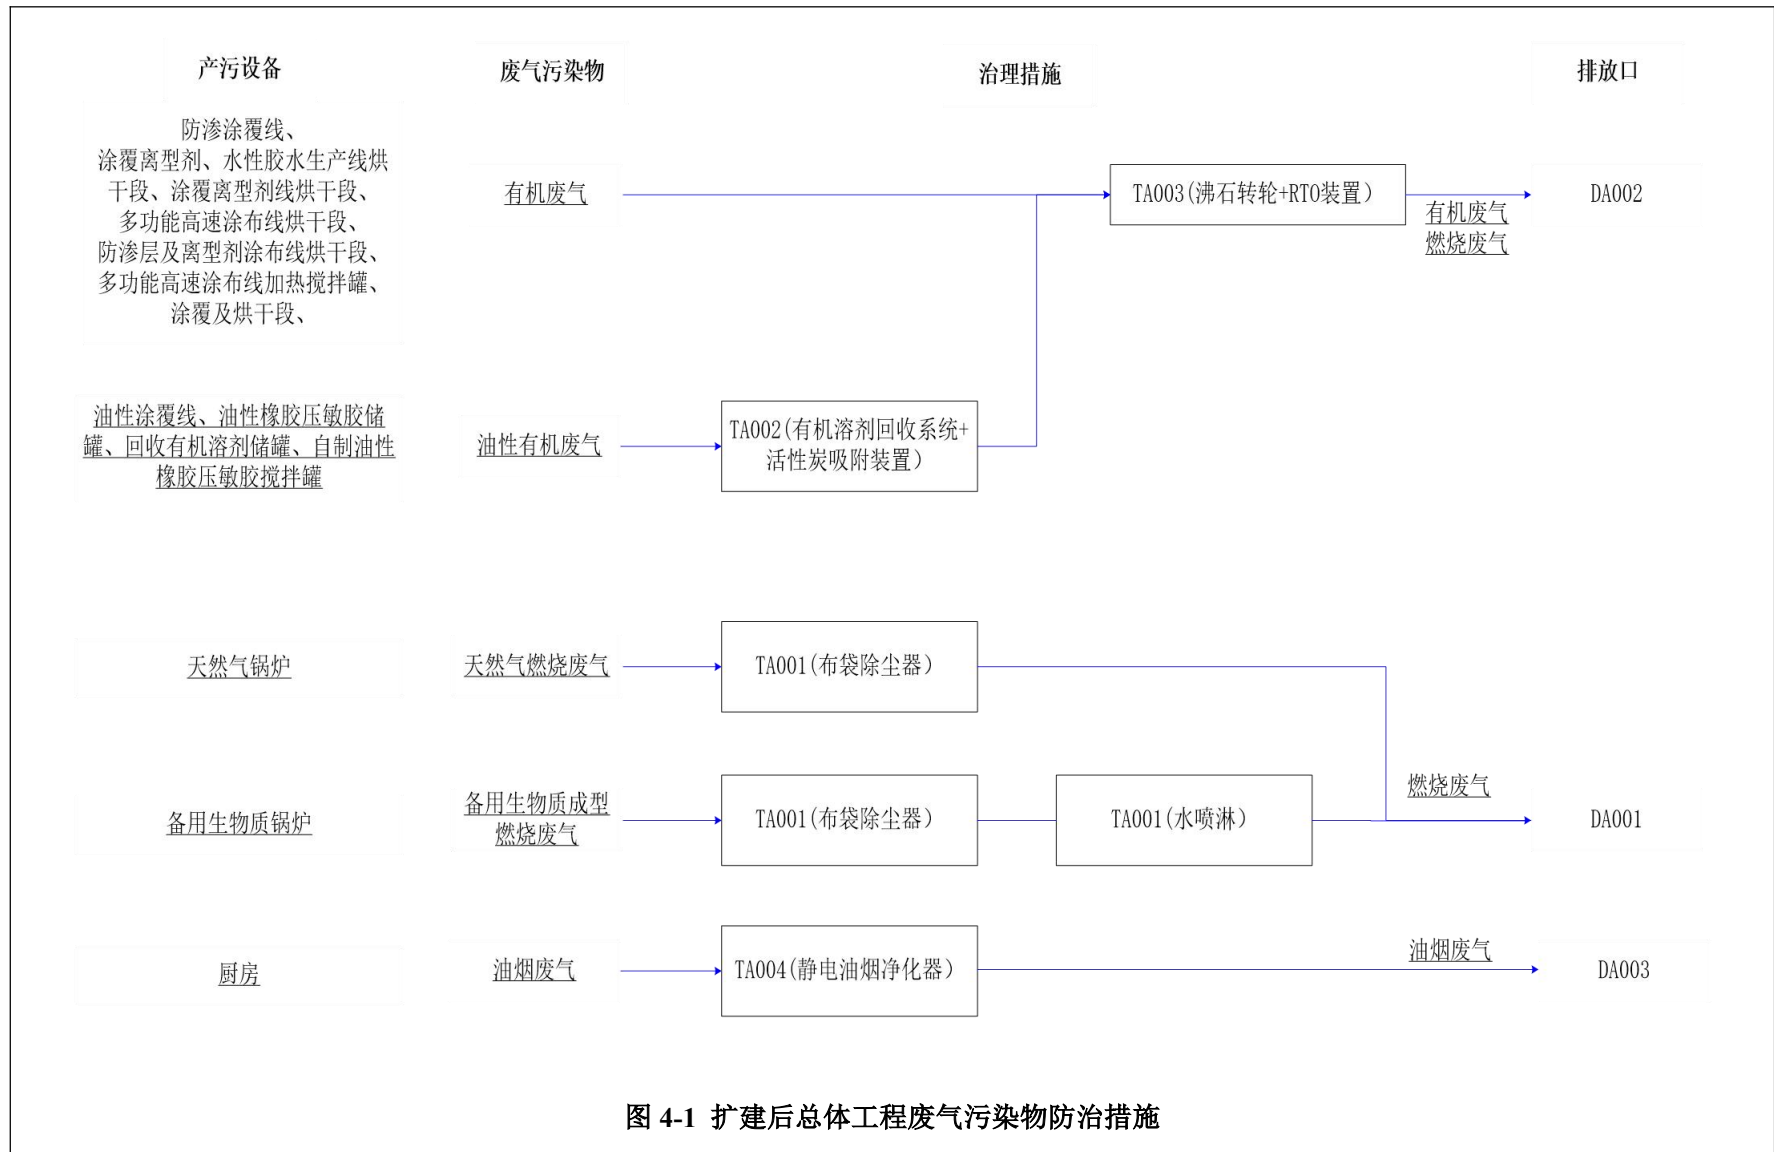 产污设备
废气污染物
治理措施
排放口
防渗涂覆线、
涂覆离型剂、水性胶水生产线烘
干段、涂覆离型剂线烘干段、
多功能高速涂布线烘干段、
防渗层及离型剂涂布线烘干段、
多功能高速涂布线加热搅拌罐、
涂覆及烘干段、
有机废气
TA003(沸石转轮+RTO装置)
有机废气
燃烧废气
DA002
油性涂覆线、油性橡胶压敏胶储
罐、回收有机溶剂储罐、自制油性
橡胶压敏胶搅拌罐
油性有机废气
TA002(有机溶剂回收系统+
活性炭吸附装置)
天然气锅炉
天然气燃烧废气
TA001(布袋除尘器)
备用生物质锅炉
备用生物质成型
燃烧废气
TA001(布袋除尘器)
TA001(水喷淋)
燃烧废气
DA001
厨房
油烟废气
TA004(静电油烟净化器)
油烟废气
DA003
图 4-1 扩建后总体工程废气污染物防治措施